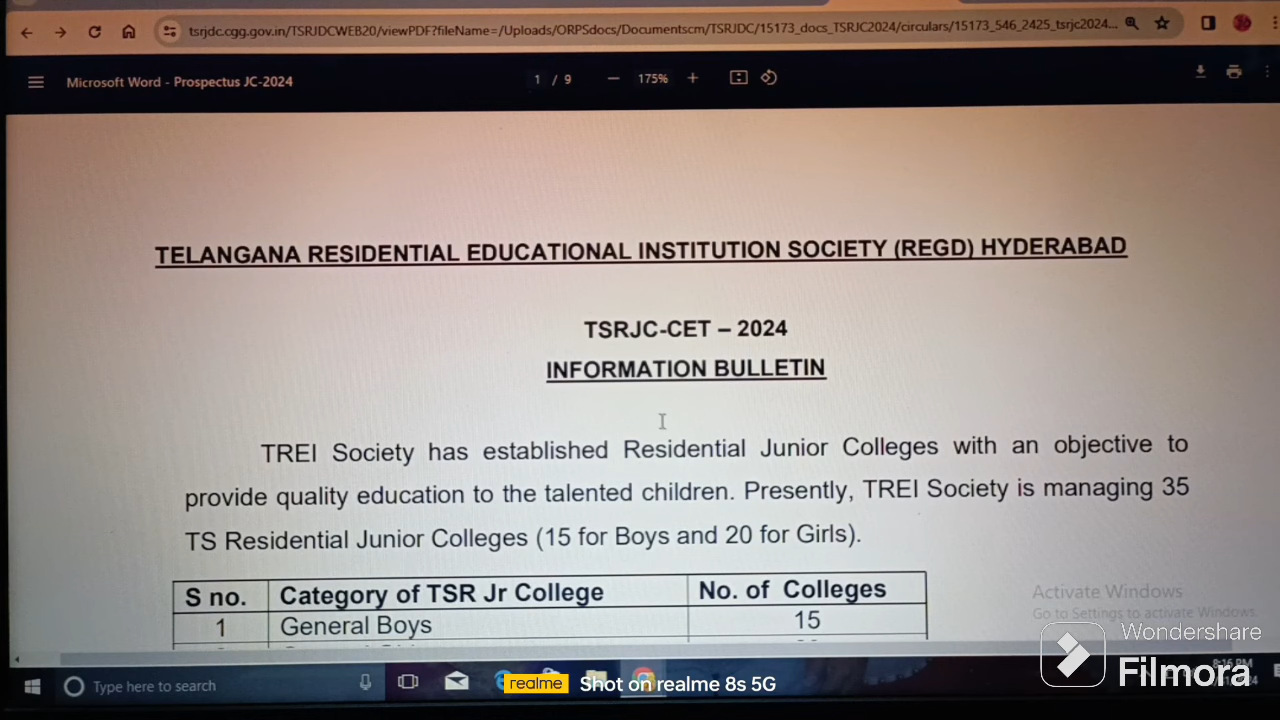 tsrjdc.cgg.gov.in/TSRJDCWEB20/viewPDF?fileName=/Uploads/ORPSdocs/Documentscm/TSRJDC/15173_docs_TSRJC2024/circulars/15173_546_2425_tsrjc2024...
Microsoft Word - Prospectus JC-2024 1 / 9 175%
TELANGANA RESIDENTIAL EDUCATIONAL INSTITUTION SOCIETY (REGD) HYDERABAD
TSRJC-CET – 2024
INFORMATION BULLETIN
TREI Society has established Residential Junior Colleges with an objective to
provide quality education to the talented children. Presently, TREI Society is managing 35
TS Residential Junior Colleges (15 for Boys and 20 for Girls).
S no. Category of TSR Jr College No. of Colleges
1 General Boys 15
Activate Windows
Go to Settings to activate Windows.
Wondershare
Filmora
Type here to search
realme Shot on realme 8s 5G
8:16 PM